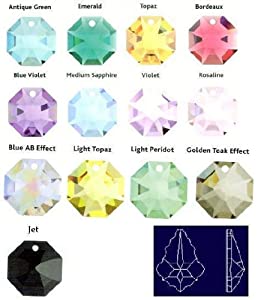 Antique Green Emerald Topaz Bordeaux
Blue Violet Medium Sapphire Violet Rosaline
Blue AB Effect Light Topaz Light Peridot Golden Teak Effect
Jet